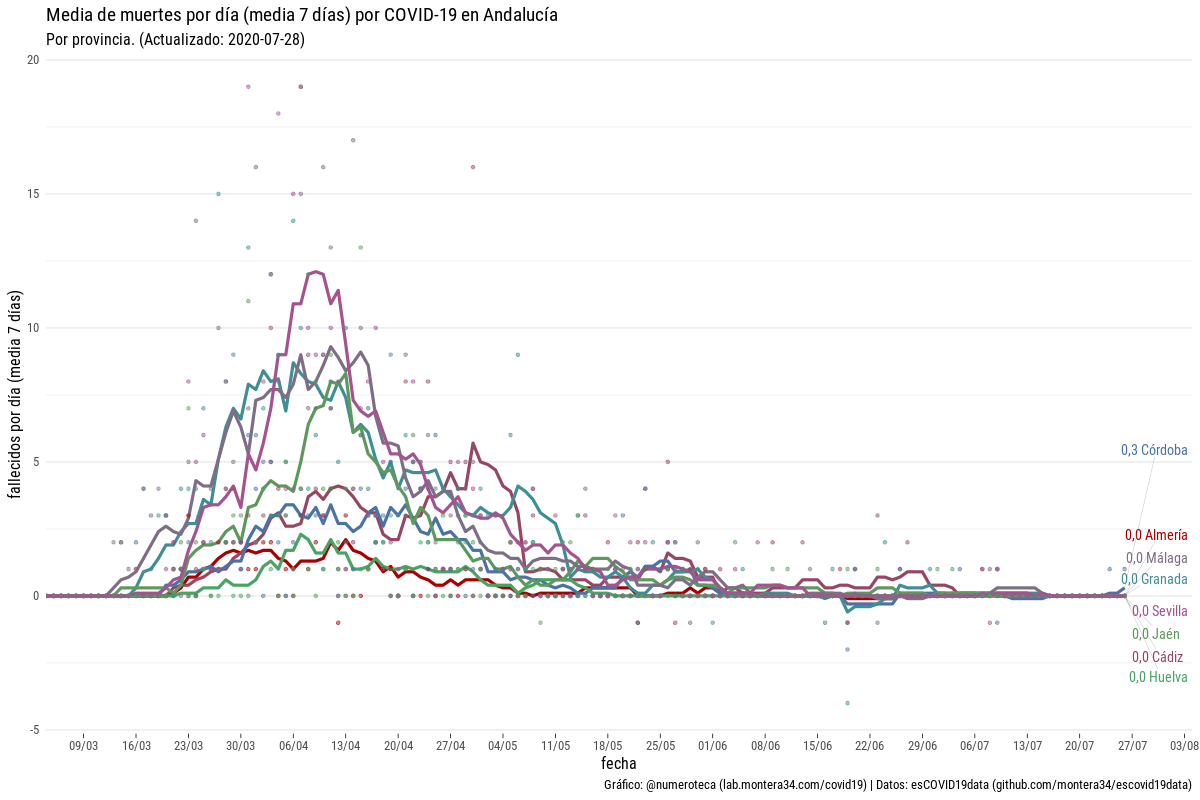 Media de muertes por día (media 7 días) por COVID-19 en Andalucía
Por provincia. (Actualizado: 2020-07-28)
fallecidos por día (media 7 días)
20
15
10
5
0
-5
0,3 Córdoba
0,0 Almería
0,0 Málaga
0,0 Granada
0,0 Sevilla
0,0 Jaén
0,0 Cádiz
0,0 Huelva
09/03 16/03 23/03 30/03 06/04 13/04 20/04 27/04 04/05 11/05 18/05 25/05 01/06 08/06 15/06 22/06 29/06 06/07 13/07 20/07 27/07 03/08
fecha
Gráfico: @numeroteca (lab.montera34.com/covid19) | Datos: esCOVID19data (github.com/montera34/escovid19data)